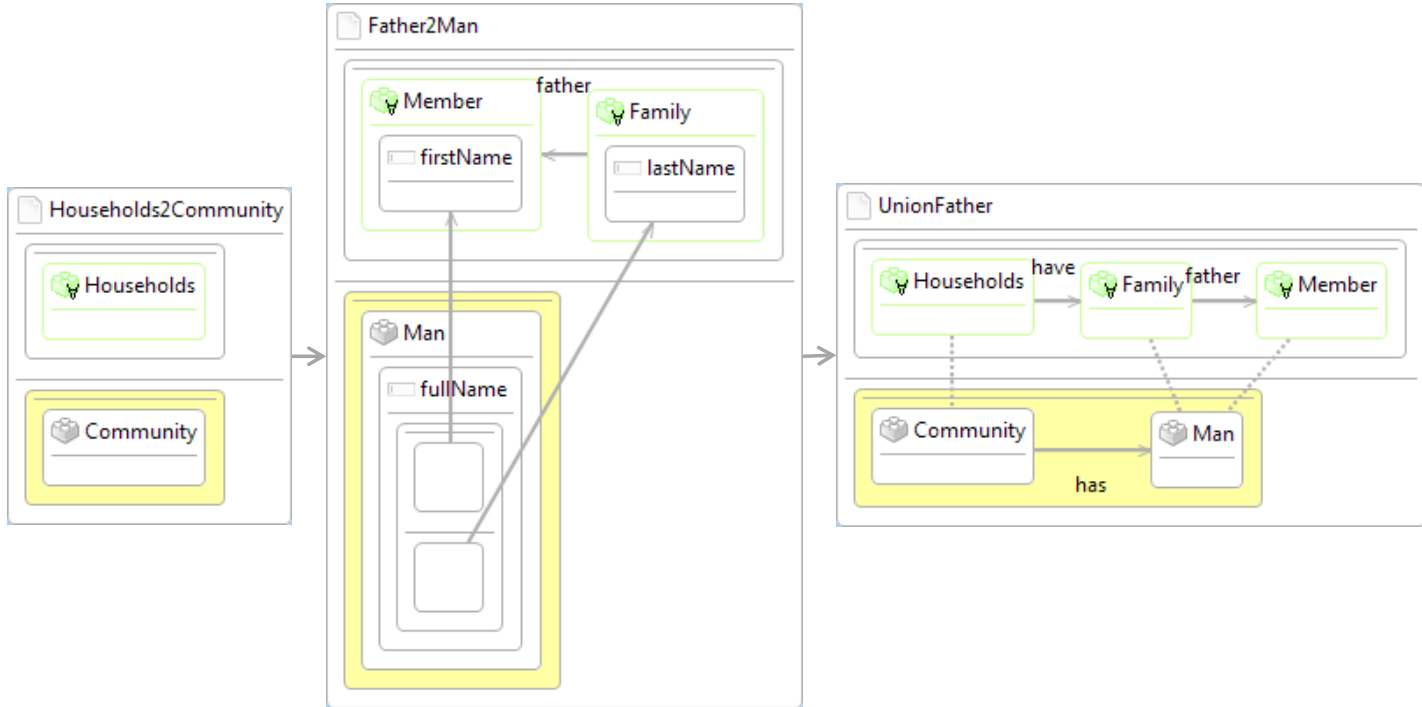 Households2Community
Households
Community
Father2Man
father
Member
Family
firstName
lastName
Man
fullName
UnionFather
have
father
Households
Family
Member
Community
Man
has